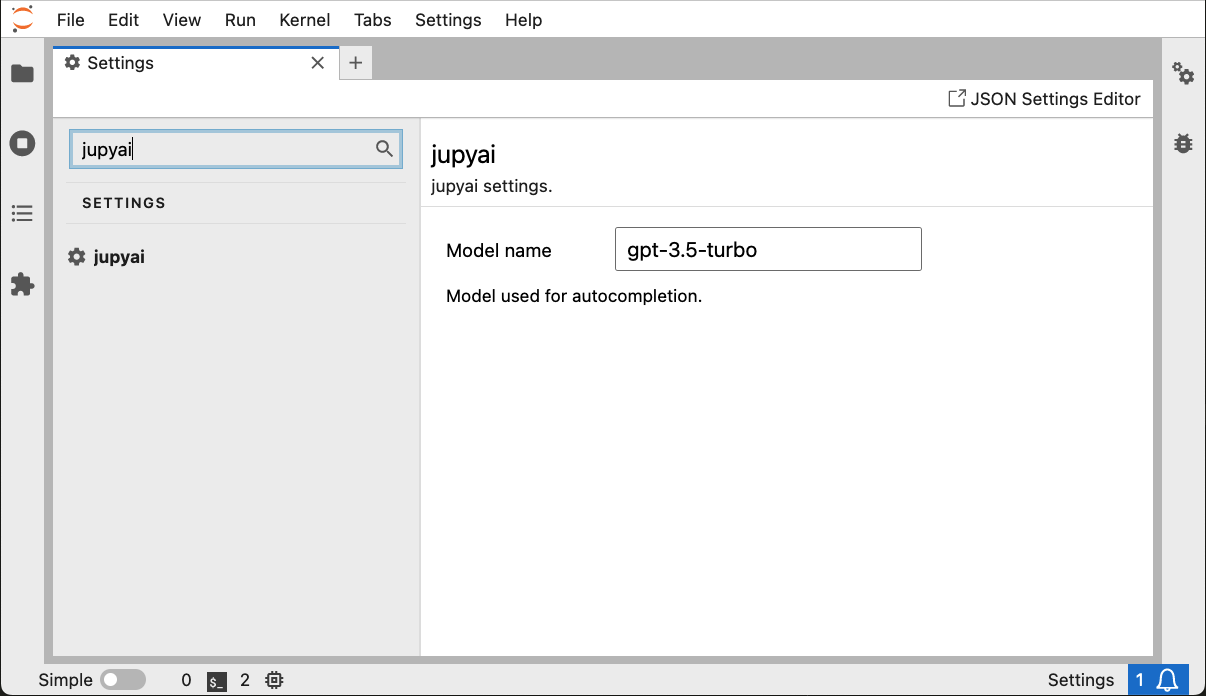 File Edit View Run Kernel Tabs Settings Help
Settings
JSON Settings Editor
jupyai
SETTINGS
jupyai
jupyai
jupyai settings.
Model name gpt-3.5-turbo
Model used for autocompletion.
Simple 0 $_ 2 Settings 1